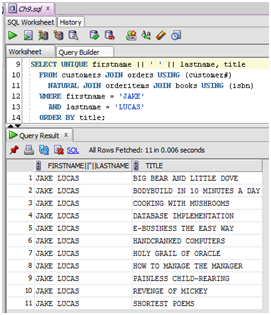 Ch9.sql
SQL Worksheet History
Worksheet Query Builder
9 SELECT UNIQUE firstname || ' ' || lastname, title
10 FROM customers JOIN orders USING (customer#)
11 NATURAL JOIN orderitems JOIN books USING (isbn)
12 WHERE firstname = 'JAKE'
13 AND lastname = 'LUCAS'
14 ORDER BY title;
Query Result
SQL | All Rows Fetched: 11 in 0.006 seconds
FIRSTNAME||''||LASTNAME TITLE
1 JAKE LUCAS BIG BEAR AND LITTLE DOVE
2 JAKE LUCAS BODYBUILD IN 10 MINUTES A DAY
3 JAKE LUCAS COOKING WITH MUSHROOMS
4 JAKE LUCAS DATABASE IMPLEMENTATION
5 JAKE LUCAS E-BUSINESS THE EASY WAY
6 JAKE LUCAS HANDCRANKED COMPUTERS
7 JAKE LUCAS HOLY GRAIL OF ORACLE
8 JAKE LUCAS HOW TO MANAGE THE MANAGER
9 JAKE LUCAS PAINLESS CHILD-REARING
10 JAKE LUCAS REVENGE OF MICKEY
11 JAKE LUCAS SHORTEST POEMS